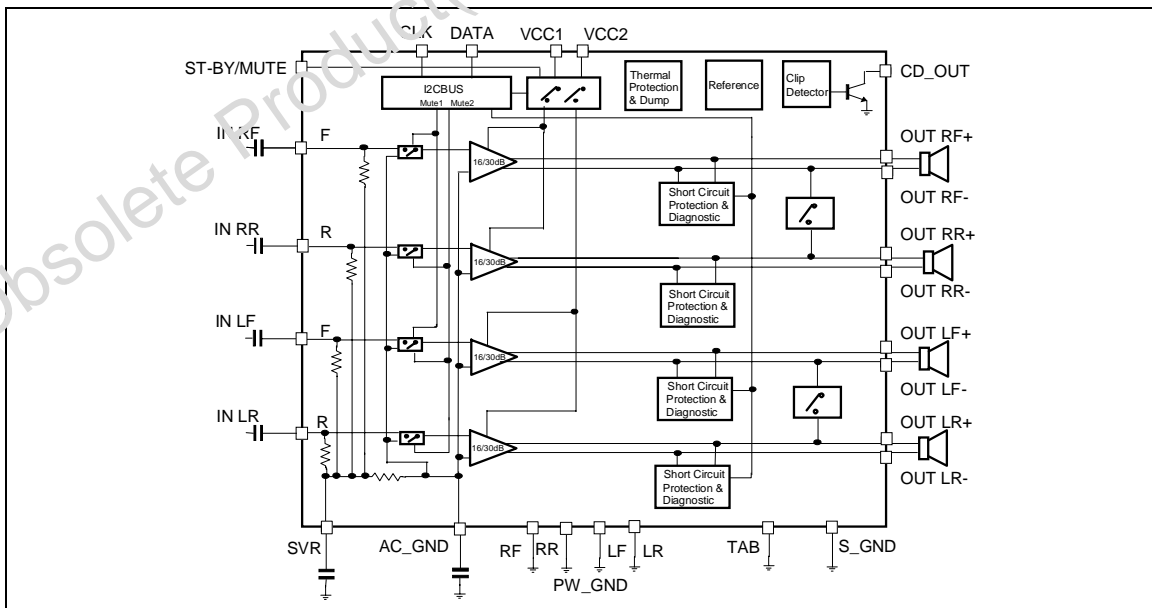 Obsolete Product(
CLK DATA VCC1 VCC2
ST-BY/MUTE
I2CBUS
Mute1 Mute2
Thermal
Protection
& Dump
Reference
Clip
Detector
CD_OUT
IN RF
F
16/30dB
OUT RF+
Short Circuit
Protection &
Diagnostic
OUT RF-
IN RR
R
16/30dB
OUT RR+
Short Circuit
Protection &
Diagnostic
OUT RR-
IN LF
F
16/30dB
OUT LF+
Short Circuit
Protection &
Diagnostic
OUT LF-
IN LR
R
16/30dB
OUT LR+
Short Circuit
Protection &
Diagnostic
OUT LR-
SVR AC_GND RF RR LF LR TAB S_GND
PW_GND